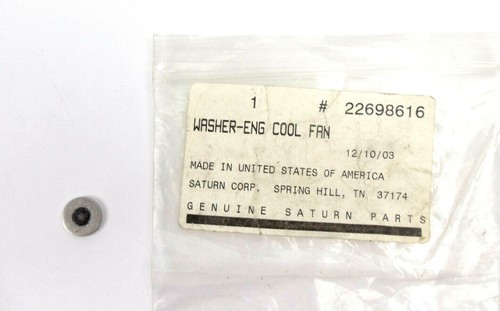 1 # 22698616
WASHER-ENG COOL FAN
12/10/03
MADE IN UNITED STATES OF AMERICA
SATURN CORP. SPRING HILL, TN 37174
GENUINE SATURN PARTS